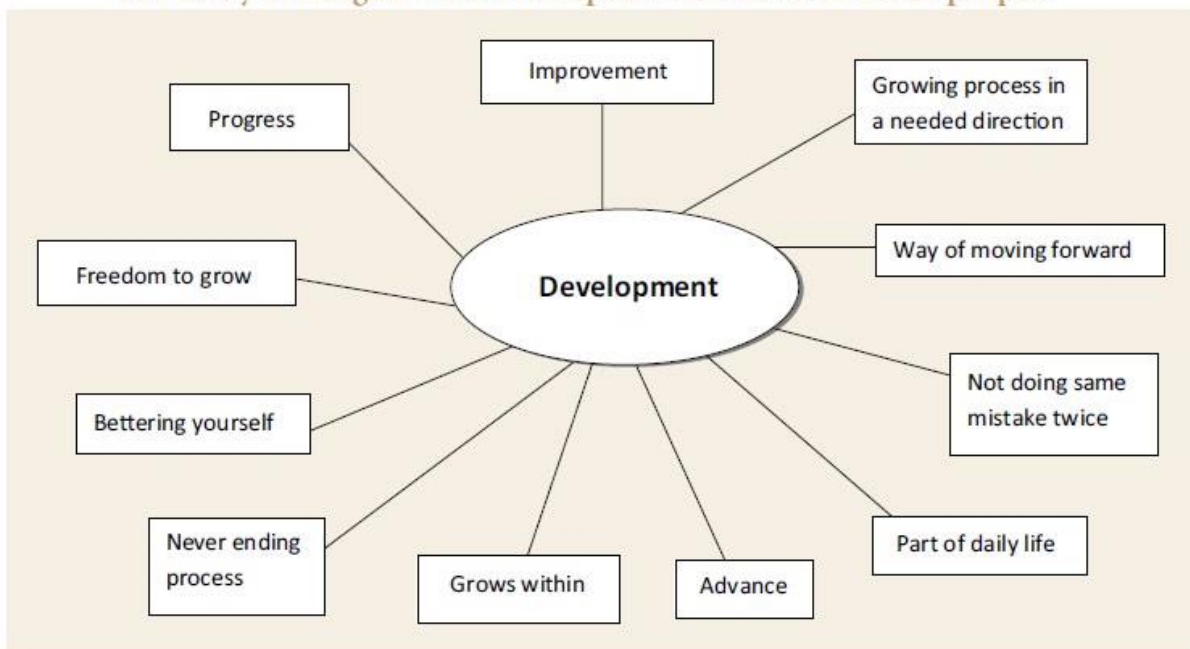 Improvement
Growing process in
a needed direction
Progress
Way of moving forward
Freedom to grow
Development
Not doing same
mistake twice
Bettering yourself
Never ending
process
Part of daily life
Grows within
Advance